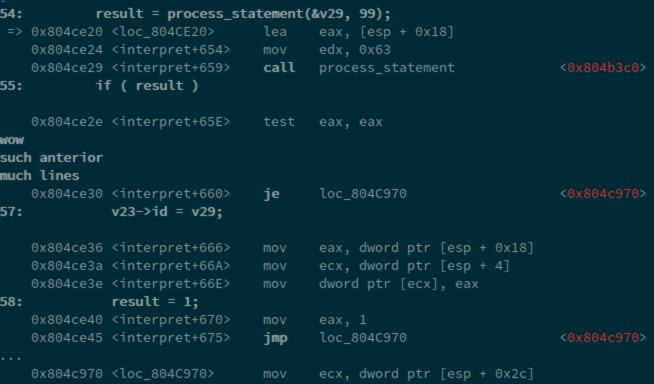 54:         result = process_statement(&v29, 99);
 => 0x804ce20 <loc_804CE20>       lea    eax, [esp + 0x18]
    0x804ce24 <interpret+654>     mov    edx, 0x63
    0x804ce29 <interpret+659>     call   process_statement              <0x804b3c0>
55:         if ( result )
    0x804ce2e <interpret+65E>     test   eax, eax
wow
such anterior
much lines
    0x804ce30 <interpret+660>     je     loc_804C970                    <0x804c970>
57:           v23->id = v29;
    0x804ce36 <interpret+666>     mov    eax, dword ptr [esp + 0x18]
    0x804ce3a <interpret+66A>     mov    ecx, dword ptr [esp + 4]
    0x804ce3e <interpret+66E>     mov    dword ptr [ecx], eax
58:           result = 1;
    0x804ce40 <interpret+670>     mov    eax, 1
    0x804ce45 <interpret+675>     jmp    loc_804C970                    <0x804c970>
...
    0x804c970 <loc_804C970>       mov    ecx, dword ptr [esp + 0x2c]